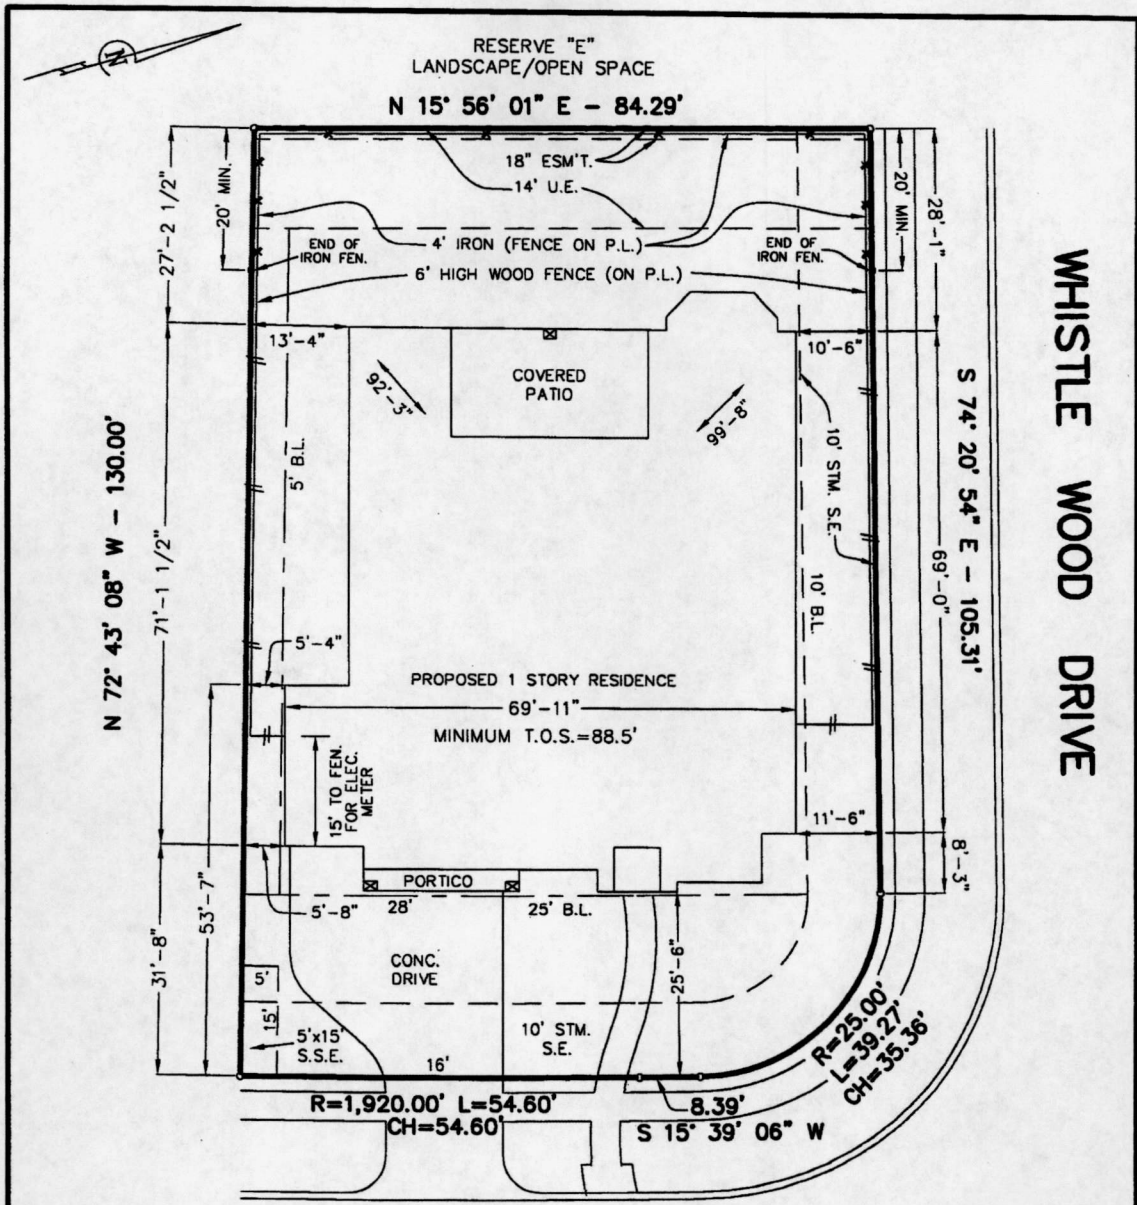 N
RESERVE "E"
LANDSCAPE/OPEN SPACE
N 15° 56' 01" E - 84.29'
18" ESM'T.
14' U.E.
27'-2 1/2"
20' MIN.
20' MIN.
28'-1"
END OF
IRON FEN.
4' IRON (FENCE ON P.L.)
END OF
IRON FEN.
6' HIGH WOOD FENCE (ON P.L.)
13'-4"
10'-6"
92'-3"
COVERED
PATIO
99'-8"
WHISTLE WOOD DRIVE
S 74° 20' 54" E - 105.31'
N 72° 43' 08" W - 130.00'
5' B.L.
10' STM. S.E.
71'-1 1/2"
69'-0"
10' B.L.
5'-4"
PROPOSED 1 STORY RESIDENCE
69'-11"
MINIMUM T.O.S.=88.5'
15' TO FEN.
FOR ELEC.
METER
11'-6"
8'-3"
PORTICO
5'-8"
28'
25' B.L.
53'-7"
31'-8"
25'-6"
CONC.
DRIVE
5'
15'
5'x15'
S.S.E.
10' STM.
S.E.
16'
R=25.00'
L=39.27'
CH=35.36'
R=1,920.00' L=54.60'
CH=54.60'
8.39'
S 15° 39' 06" W